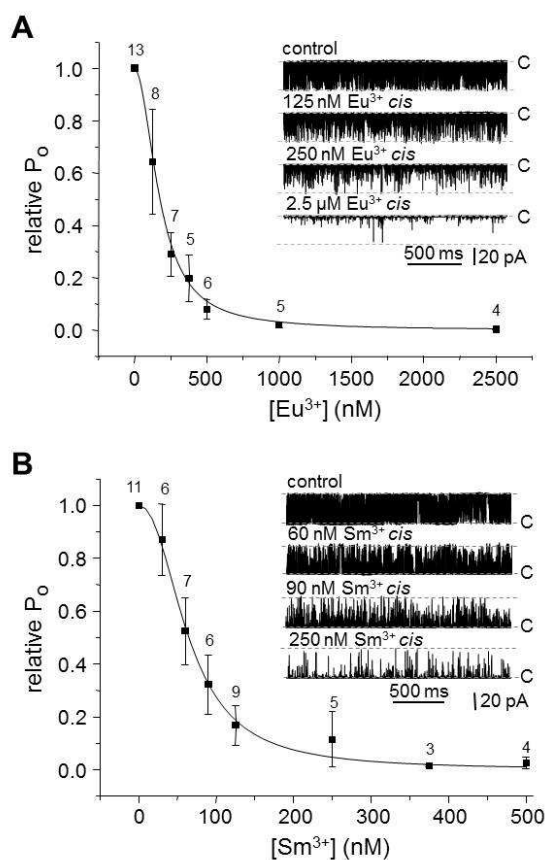 A
13
1.0
8
0.8
0.6
7
0.4
5
0.2
6
5
4
0.0
relative Pₒ
0 500 1000 1500 2000 2500
[Eu³⁺] (nM)
control
C
125 nM Eu³⁺ cis
C
250 nM Eu³⁺ cis
C
2.5 µM Eu³⁺ cis
C
500 ms 20 pA
B
11
6
1.0
0.8
7
0.6
6
0.4
9
5
0.2
3
4
0.0
relative Pₒ
0 100 200 300 400 500
[Sm³⁺] (nM)
control
C
60 nM Sm³⁺ cis
C
90 nM Sm³⁺ cis
C
250 nM Sm³⁺ cis
C
500 ms 20 pA